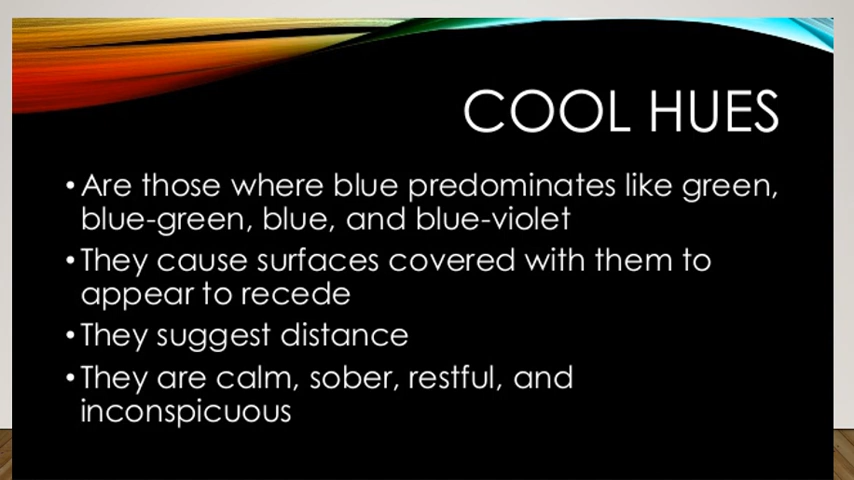 COOL HUES
• Are those where blue predominates like green,
blue-green, blue, and blue-violet
• They cause surfaces covered with them to
appear to recede
• They suggest distance
• They are calm, sober, restful, and
inconspicuous